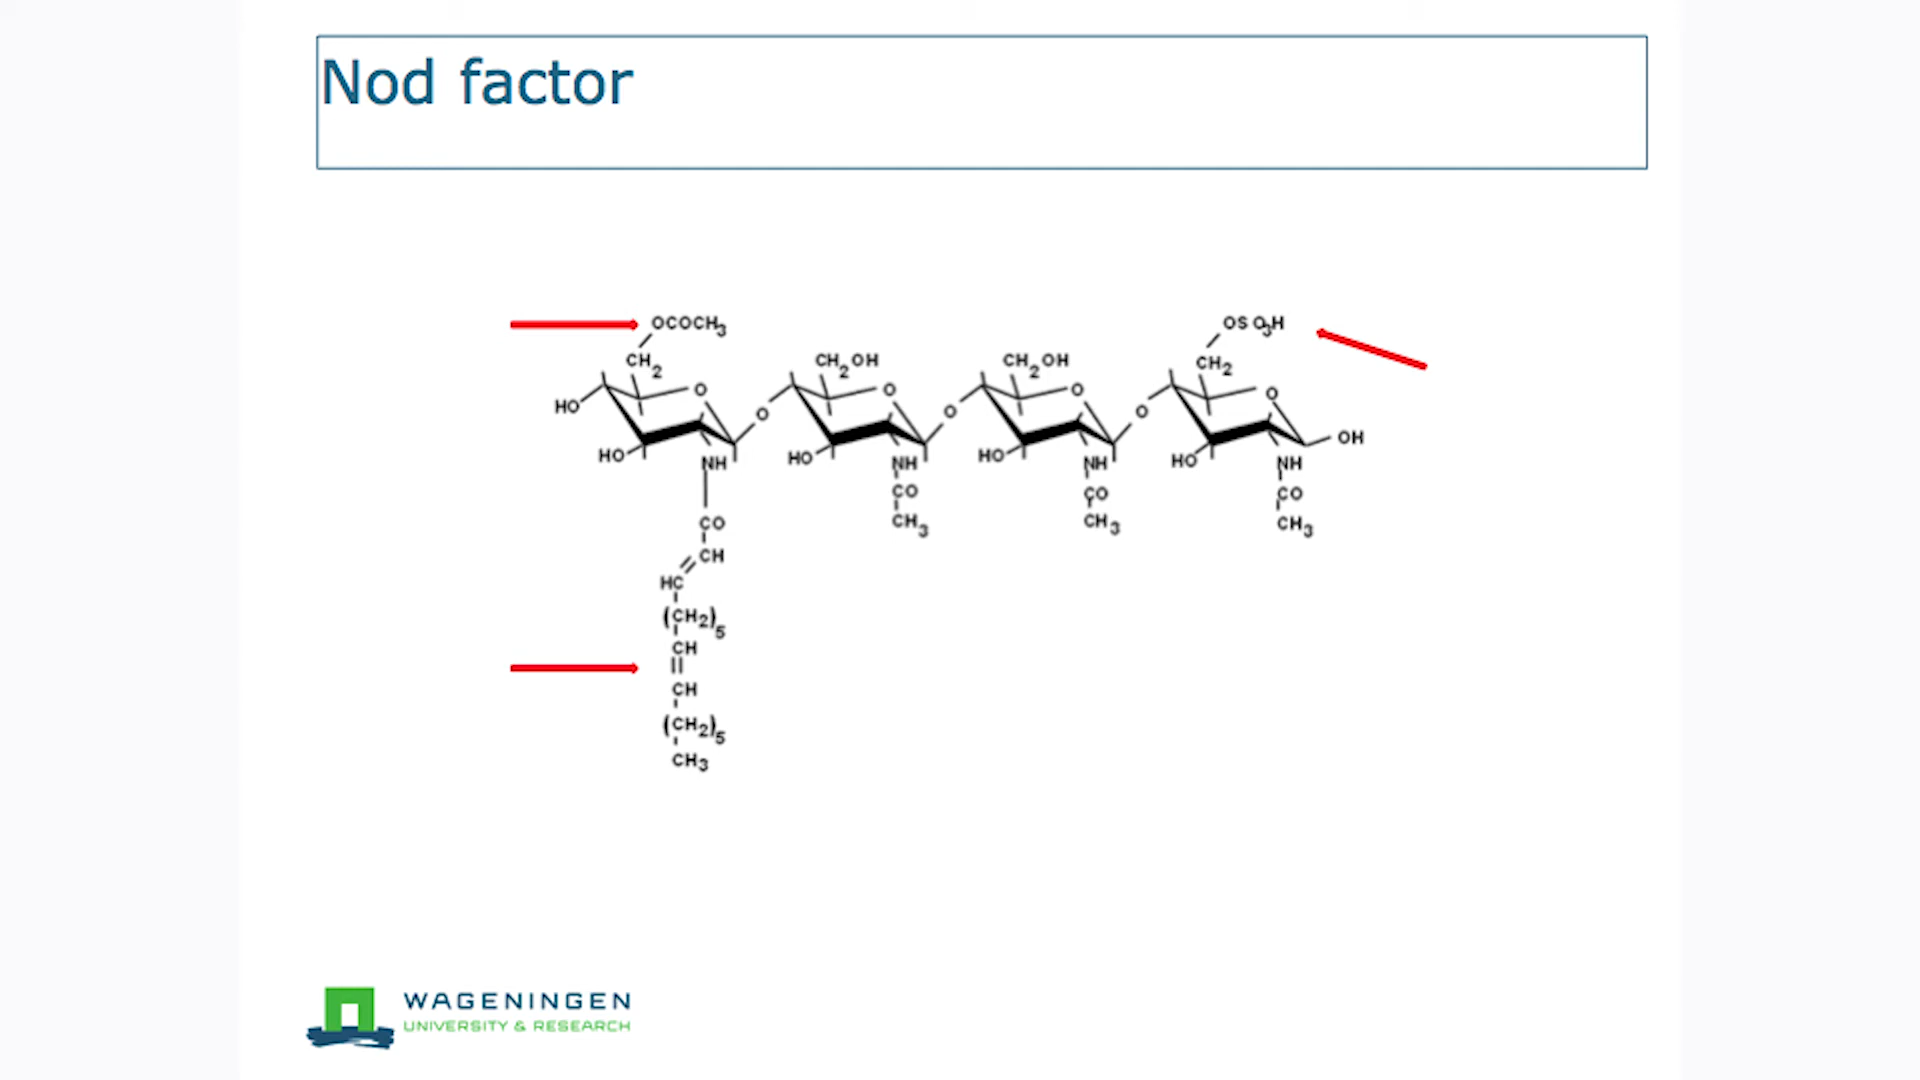 Nod factor
OCOCH3 OSO3H
CH2 CH2OH CH2OH CH2
O O O O
HO O O O OH
HO HO HO HO
NH NH NH NH
CO CO CO
CH3 CH3 CH3
CO
CH
HC
(CH2)5
CH
CH
(CH2)5
CH3
WAGENINGEN
UNIVERSITY & RESEARCH